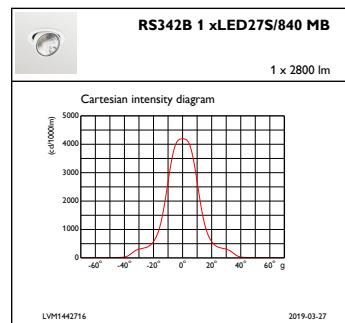 RS342B 1 xLED27S/840 MB
1 x 2800 lm
Cartesian intensity diagram
(cd/1000lm)
5000
4000
3000
2000
1000
0
-60° -40° -20° 0° 20° 40° 60° g
LVM1442716 2019-03-27